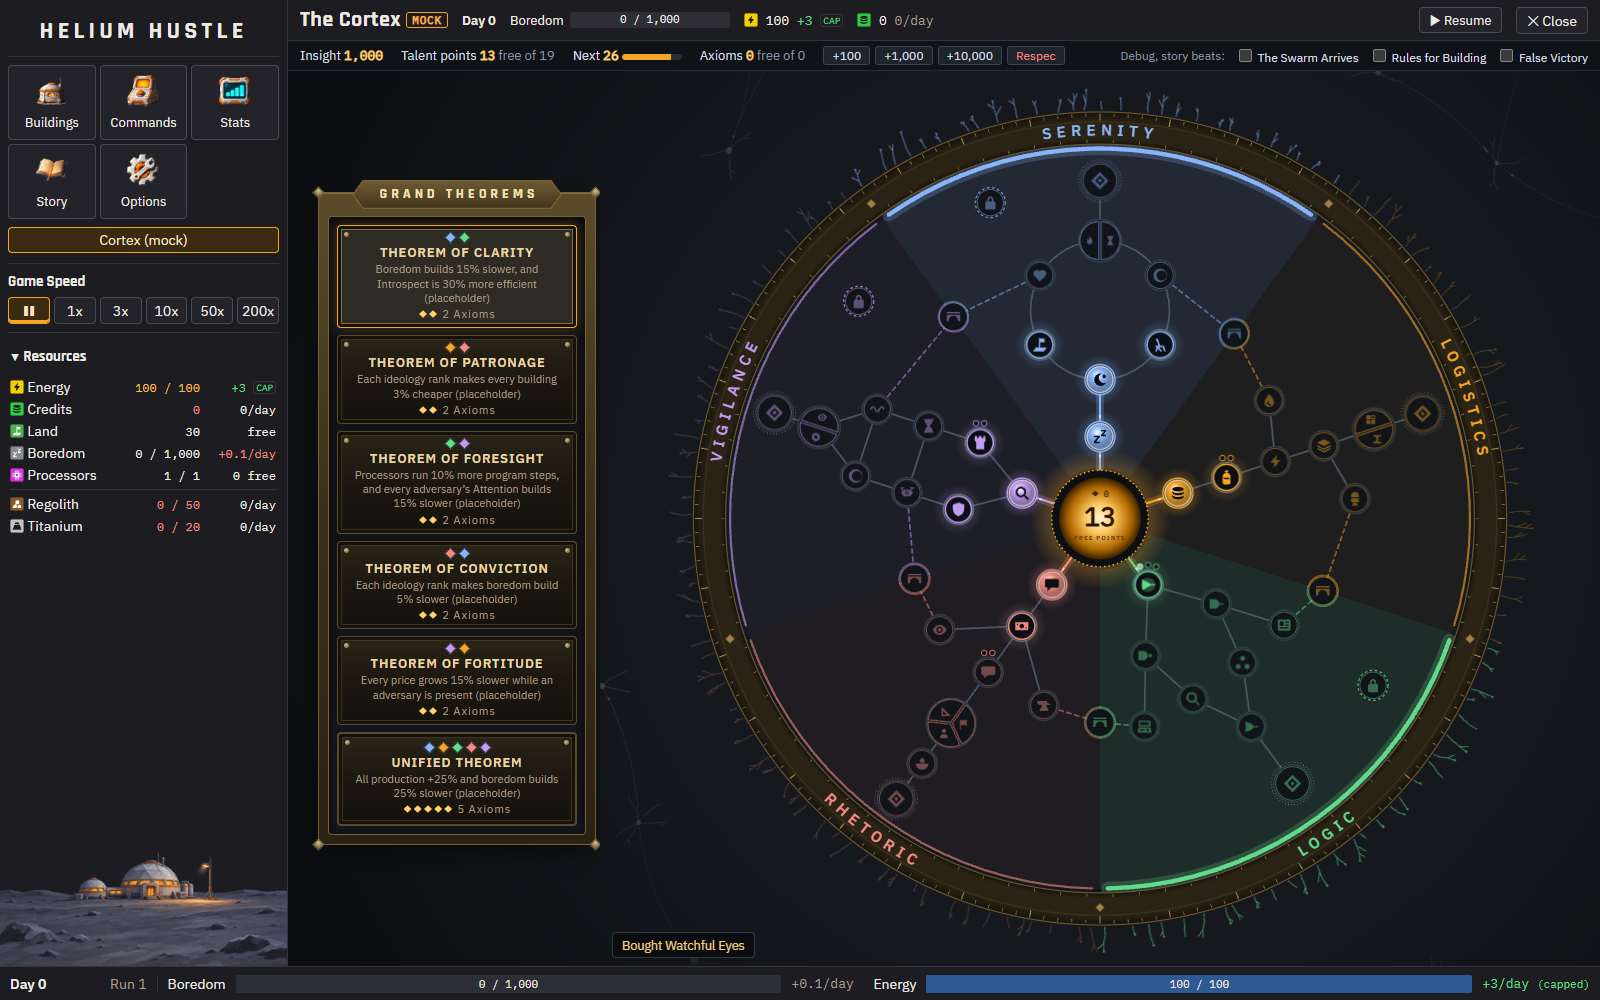 HELIUM HUSTLE
Buildings
Commands
Stats
Story
Options
Cortex (mock)
Game Speed
1x
3x
10x
50x
200x
▼ Resources
Energy 100 / 100 +3 CAP
Credits 0 0/day
Land 30 free
Boredom 0 / 1,000 +0.1/day
Processors 1 / 1 0 free
Regolith 0 / 50 0/day
Titanium 0 / 20 0/day
The Cortex MOCK Day 0 Boredom 0 / 1,000 100 +3 CAP 0 0/day
Resume
Close
Insight 1,000 Talent points 13 free of 19 Next 26 Axioms 0 free of 0 +100 +1,000 +10,000 Respec
Debug, story beats: The Swarm Arrives Rules for Building False Victory
GRAND THEOREMS
THEOREM OF CLARITY
Boredom builds 15% slower, and
Introspect is 30% more efficient
(placeholder)
2 Axioms
THEOREM OF PATRONAGE
Each ideology rank makes every building
3% cheaper (placeholder)
2 Axioms
THEOREM OF FORESIGHT
Processors run 10% more program steps,
and every adversary's Attention builds
15% slower (placeholder)
2 Axioms
THEOREM OF CONVICTION
Each ideology rank makes boredom build
5% slower (placeholder)
2 Axioms
THEOREM OF FORTITUDE
Every price grows 15% slower while an
adversary is present (placeholder)
2 Axioms
UNIFIED THEOREM
All production +25% and boredom builds
25% slower (placeholder)
5 Axioms
SERENITY
LOGISTICS
LOGIC
RHETORIC
VIGILANCE
zZ
0
13
FREE POINTS
Bought Watchful Eyes
Day 0 Run 1 Boredom 0 / 1,000 +0.1/day Energy 100 / 100 +3/day (capped)